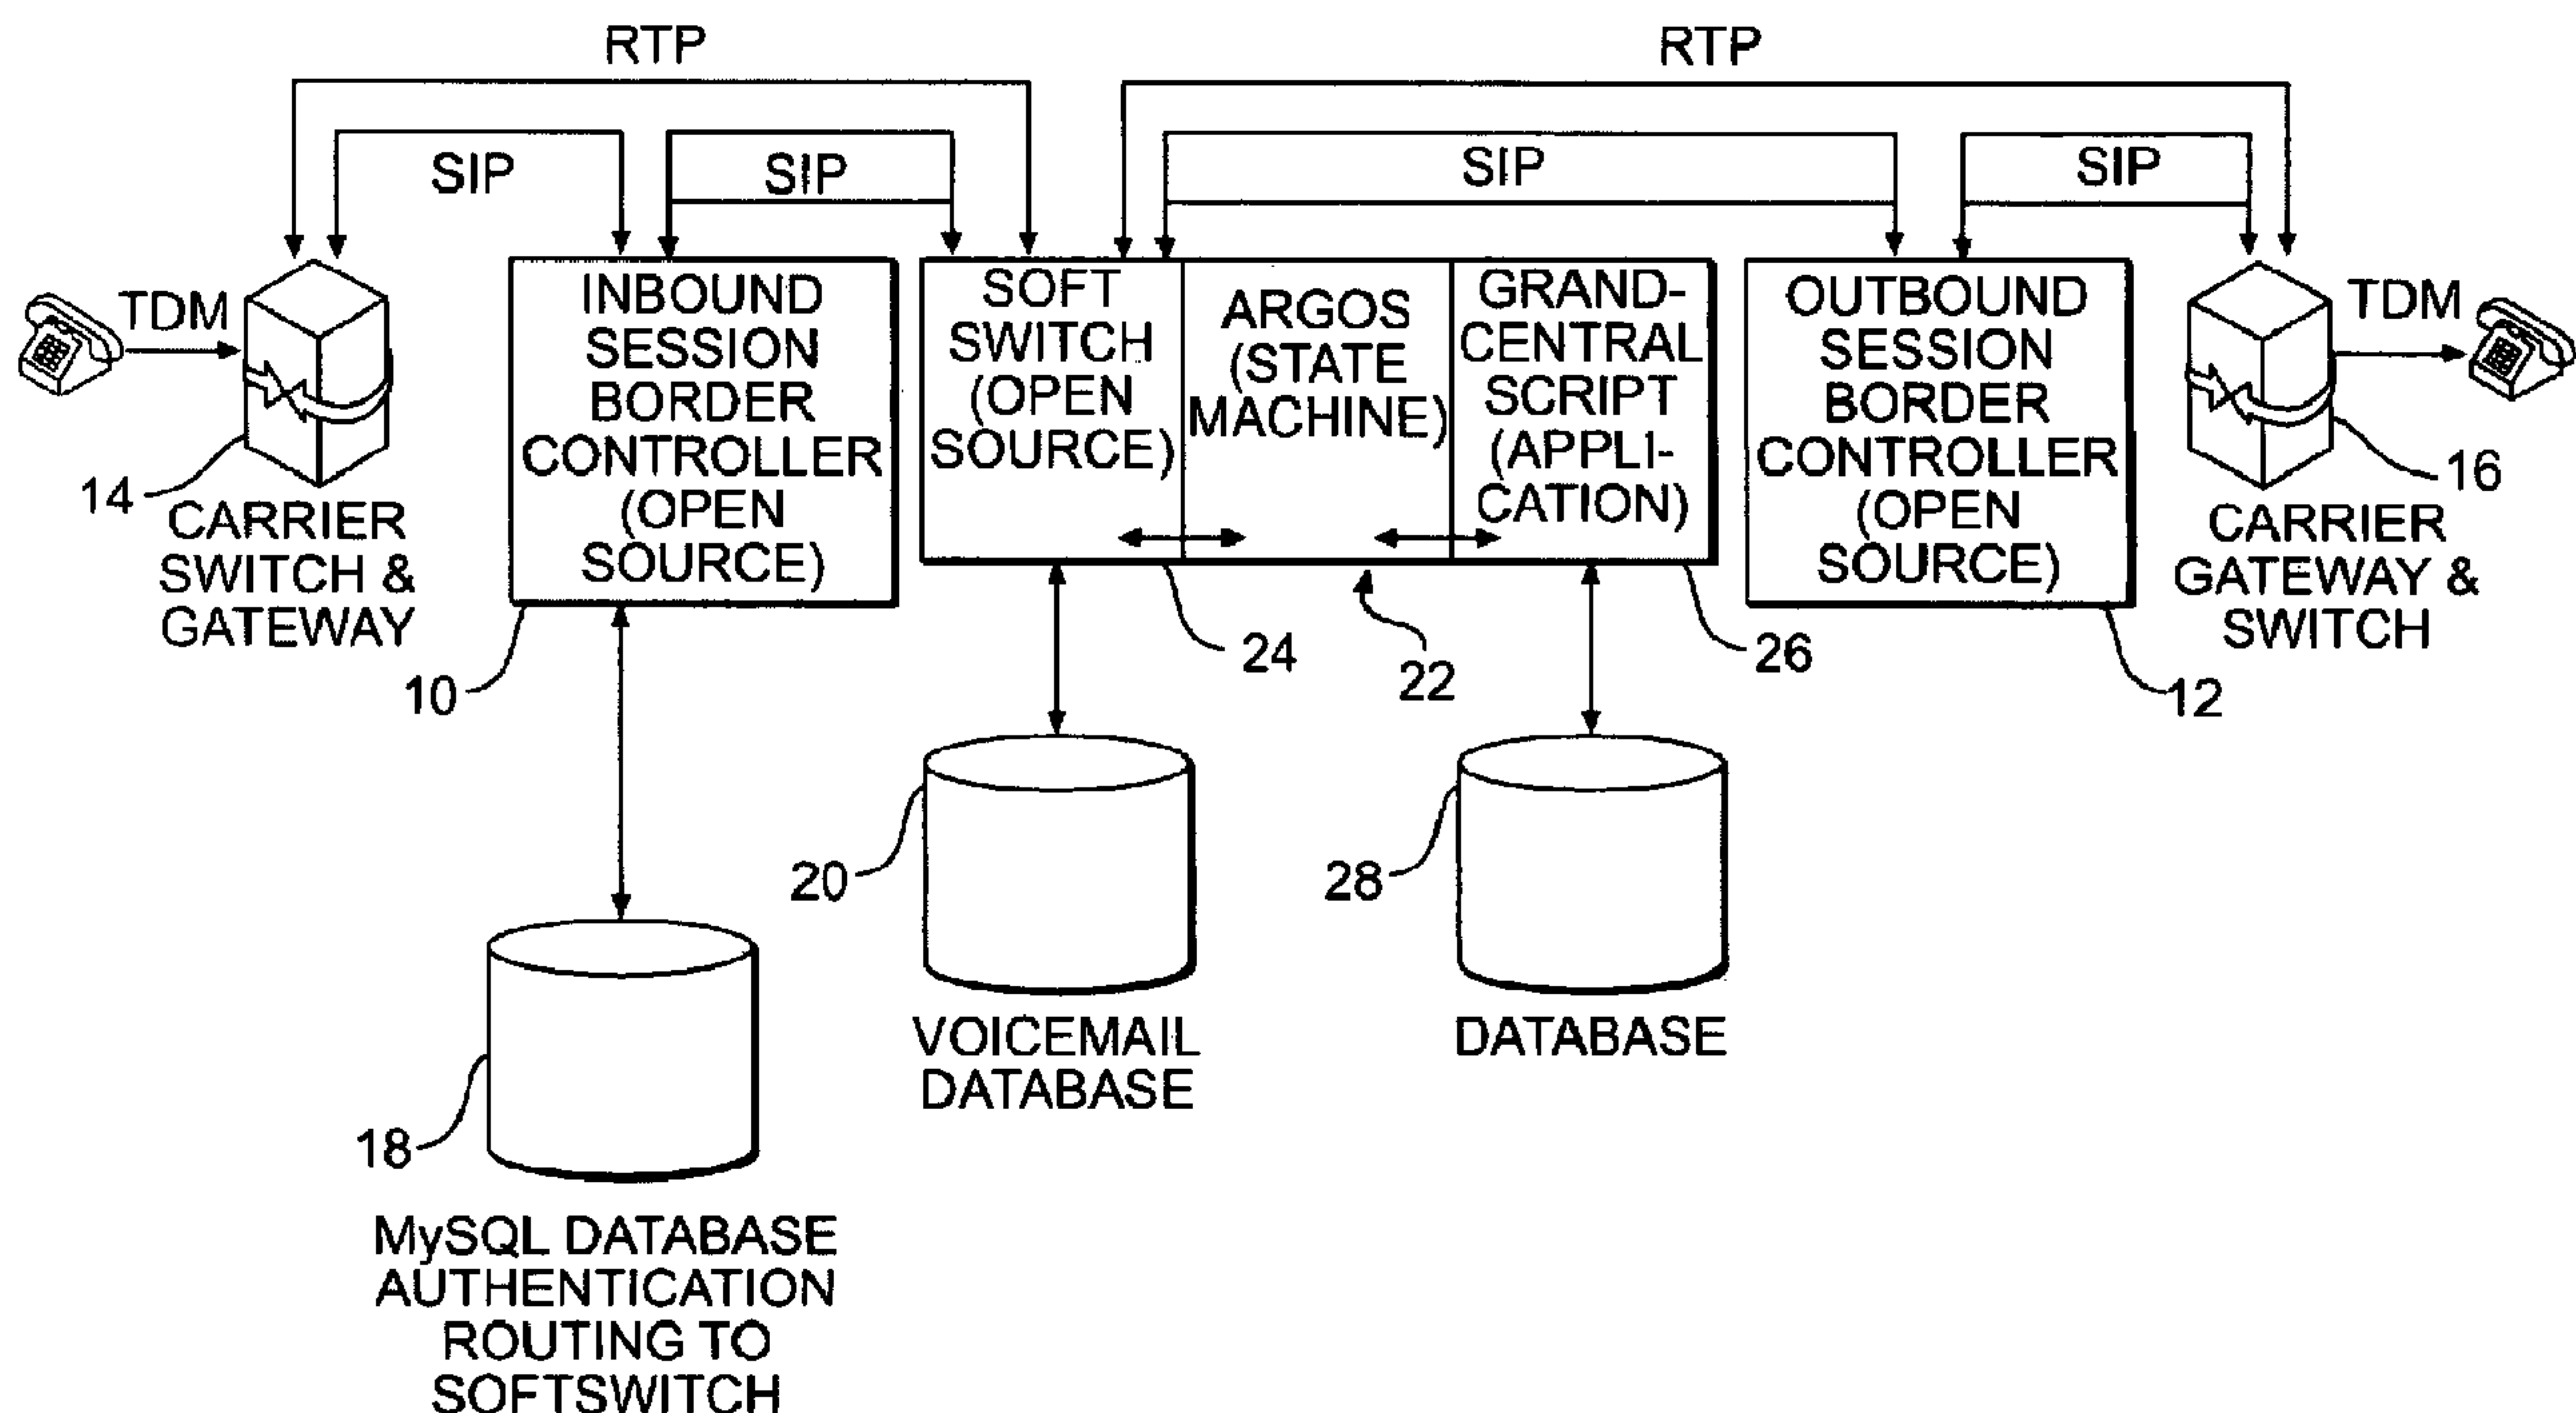 RTP
RTP
SIP
SIP
SIP
SIP
TDM
INBOUND
SESSION
BORDER
CONTROLLER
(OPEN
SOURCE)
SOFT
SWITCH
(OPEN
SOURCE)
ARGOS
(STATE
MACHINE)
GRAND-
CENTRAL
SCRIPT
(APPLI-
CATION)
OUTBOUND
SESSION
BORDER
CONTROLLER
(OPEN
SOURCE)
TDM
14
CARRIER
SWITCH &
GATEWAY
16
CARRIER
GATEWAY &
SWITCH
10
24
22
26
12
20
28
VOICEMAIL
DATABASE
DATABASE
18
MySQL DATABASE
AUTHENTICATION
ROUTING TO
SOFTSWITCH